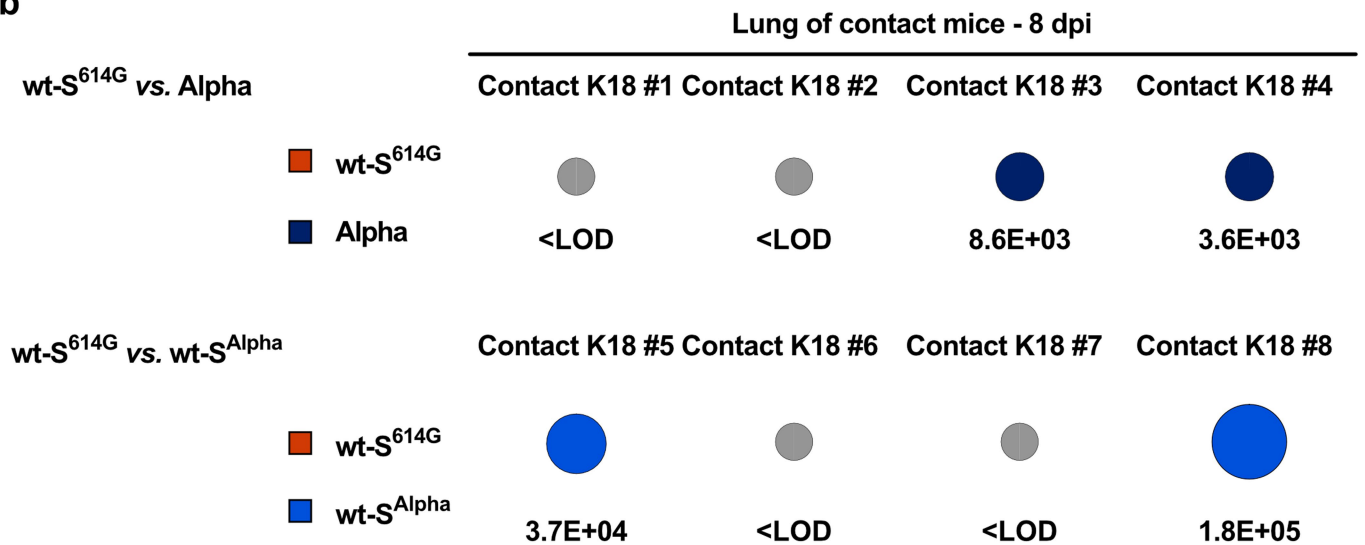 b
Lung of contact mice - 8 dpi
wt-S614G vs. Alpha
Contact K18 #1 Contact K18 #2 Contact K18 #3 Contact K18 #4
wt-S614G
Alpha
<LOD <LOD 8.6E+03 3.6E+03
wt-S614G vs. wt-SAlpha
Contact K18 #5 Contact K18 #6 Contact K18 #7 Contact K18 #8
wt-S614G
wt-SAlpha
3.7E+04 <LOD <LOD 1.8E+05